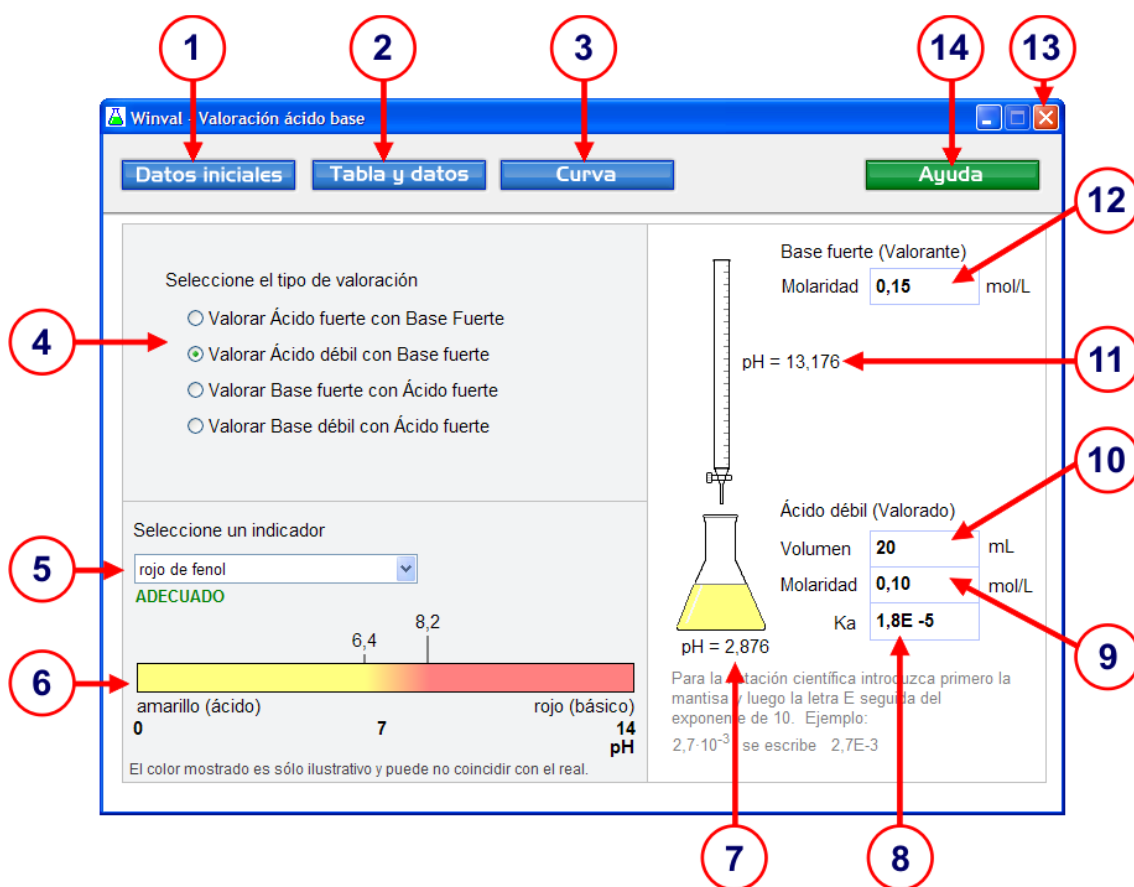 1
2
3
14
13
Winval - Valoración ácido base
Datos iniciales
Tabla y datos
Curva
Ayuda
12
Seleccione el tipo de valoración
4
Valorar Ácido fuerte con Base Fuerte
Valorar Ácido débil con Base fuerte
Valorar Base fuerte con Ácido fuerte
Valorar Base débil con Ácido fuerte
Base fuerte (Valorante)
Molaridad 0,15 mol/L
pH = 13,176
11
10
Seleccione un indicador
5
rojo de fenol
ADECUADO
6,4
8,2
6
amarillo (ácido)
rojo (básico)
0
7
14
pH
El color mostrado es sólo ilustrativo y puede no coincidir con el real.
Ácido débil (Valorado)
Volumen 20 mL
Molaridad 0,10 mol/L
Ka 1,8E -5
9
pH = 2,876
Para la notación científica introduzca primero la
mantisa y luego la letra E seguida del
exponente de 10. Ejemplo:
2,7·10⁻³ se escribe 2,7E-3
7
8